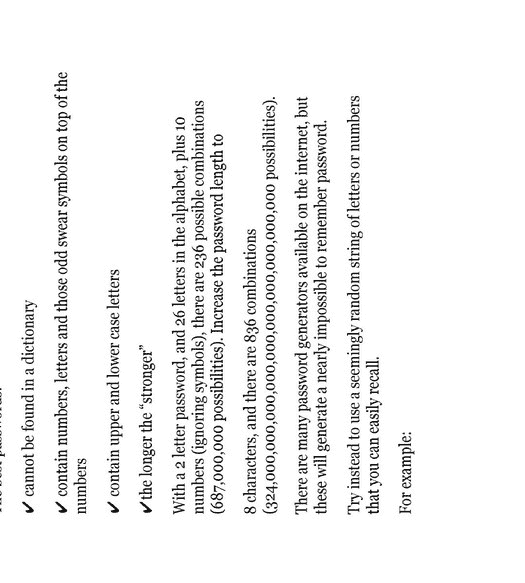 ✔ cannot be found in a dictionary
✔ contain numbers, letters and those odd swear symbols on top of the
numbers
✔ contain upper and lower case letters
✔the longer the “stronger”
With a 2 letter password, and 26 letters in the alphabet, plus 10
numbers (ignoring symbols), there are 236 possible combinations
(687,000,000 possibilities). Increase the password length to
8 characters, and there are 836 combinations
(324,000,000,000,000,000,000,000,000,000,000 possibilities).
There are many password generators available on the internet, but
these will generate a nearly impossible to remember password.
Try instead to use a seemingly random string of letters or numbers
that you can easily recall.
For example: